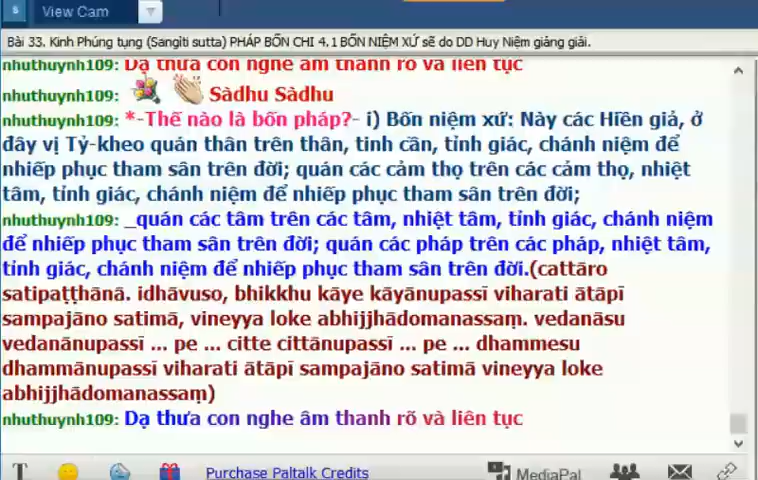 s View Cam
Bài 33. Kinh Phúng tụng (Sangīti sutta) PHÁP BỐN CHI 4.1 BỐN NIỆM XỨ sẽ do DD Huy Niệm giảng giải.
nhuthuynh109: Dạ thưa con nghe âm thanh rõ và liên tục
nhuthuynh109: Sàdhu Sàdhu
nhuthuynh109: *-Thế nào là bốn pháp?- i) Bốn niệm xứ: Này các Hiền giả, ở
đây vị Tỷ-kheo quán thân trên thân, tinh cần, tỉnh giác, chánh niệm để
nhiếp phục tham sân trên đời; quán các cảm thọ trên các cảm thọ, nhiệt
tâm, tỉnh giác, chánh niệm để nhiếp phục tham sân trên đời;
nhuthuynh109: _quán các tâm trên các tâm, nhiệt tâm, tỉnh giác, chánh niệm
để nhiếp phục tham sân trên đời; quán các pháp trên các pháp, nhiệt tâm,
tỉnh giác, chánh niệm để nhiếp phục tham sân trên đời.(cattāro
satipaṭṭhānā. idhāvuso, bhikkhu kāye kāyānupassī viharati ātāpī
sampajāno satimā, vineyya loke abhijjhādomanassaṃ. vedanāsu
vedanānupassī ... pe ... citte cittānupassī ... pe ... dhammesu
dhammānupassī viharati ātāpī sampajāno satimā vineyya loke
abhijjhādomanassaṃ)
nhuthuynh109: Dạ thưa con nghe âm thanh rõ và liên tục
T Purchase Paltalk Credits MediaPal